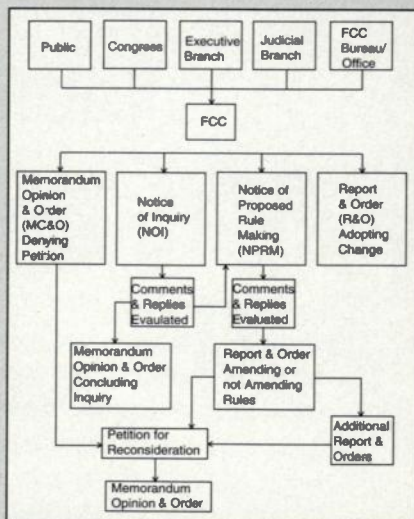 Public
Congress
Executive
Branch
Judicial
Branch
FCC
Bureau/
Office
FCC
Memorandum
Opinion
& Order
(MC&O)
Denying
Petition
Notice
of Inquiry
(NOI)
Notice of
Proposed
Rule
Making
(NPRM)
Report
& Order
(R&O)
Adopting
Change
Comments
& Replies
Evaulated
Comments
& Replies
Evaluated
Memorandum
Opinion & Order
Concluding
Inquiry
Report & Order
Amending or
not Amending
Rules
Additional
Report &
Orders
Petition for
Reconsideration
Memorandum
Opinion & Order